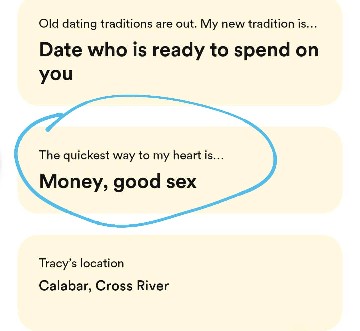 Old dating traditions are out. My new tradition is...
Date who is ready to spend on
you
The quickest way to my heart is...
Money, good sex
Tracy's location
Calabar, Cross River